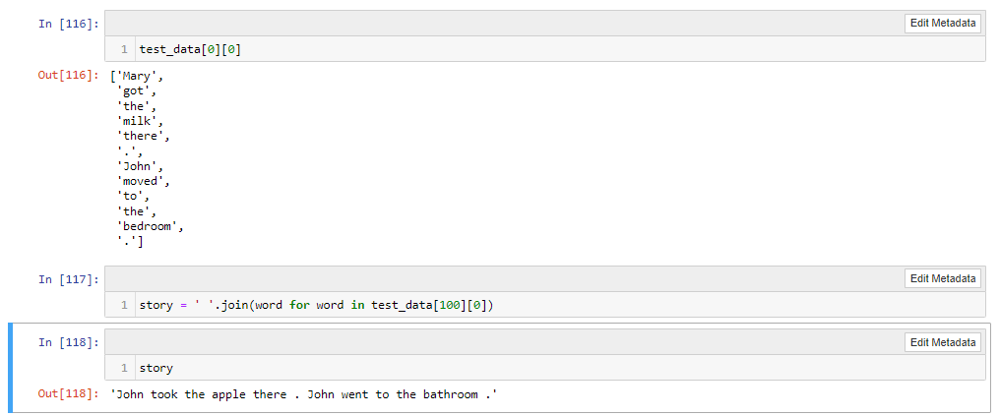 In [116]:
Edit Metadata
1 test_data[0][0]
Out[116]: ['Mary',
'got',
'the',
'milk',
'there',
'.',
'John',
'moved',
'to',
'the',
'bedroom',
'.']
In [117]:
Edit Metadata
1 story = ' '.join(word for word in test_data[100][0])
In [118]:
Edit Metadata
1 story
Out[118]: 'John took the apple there . John went to the bathroom .'